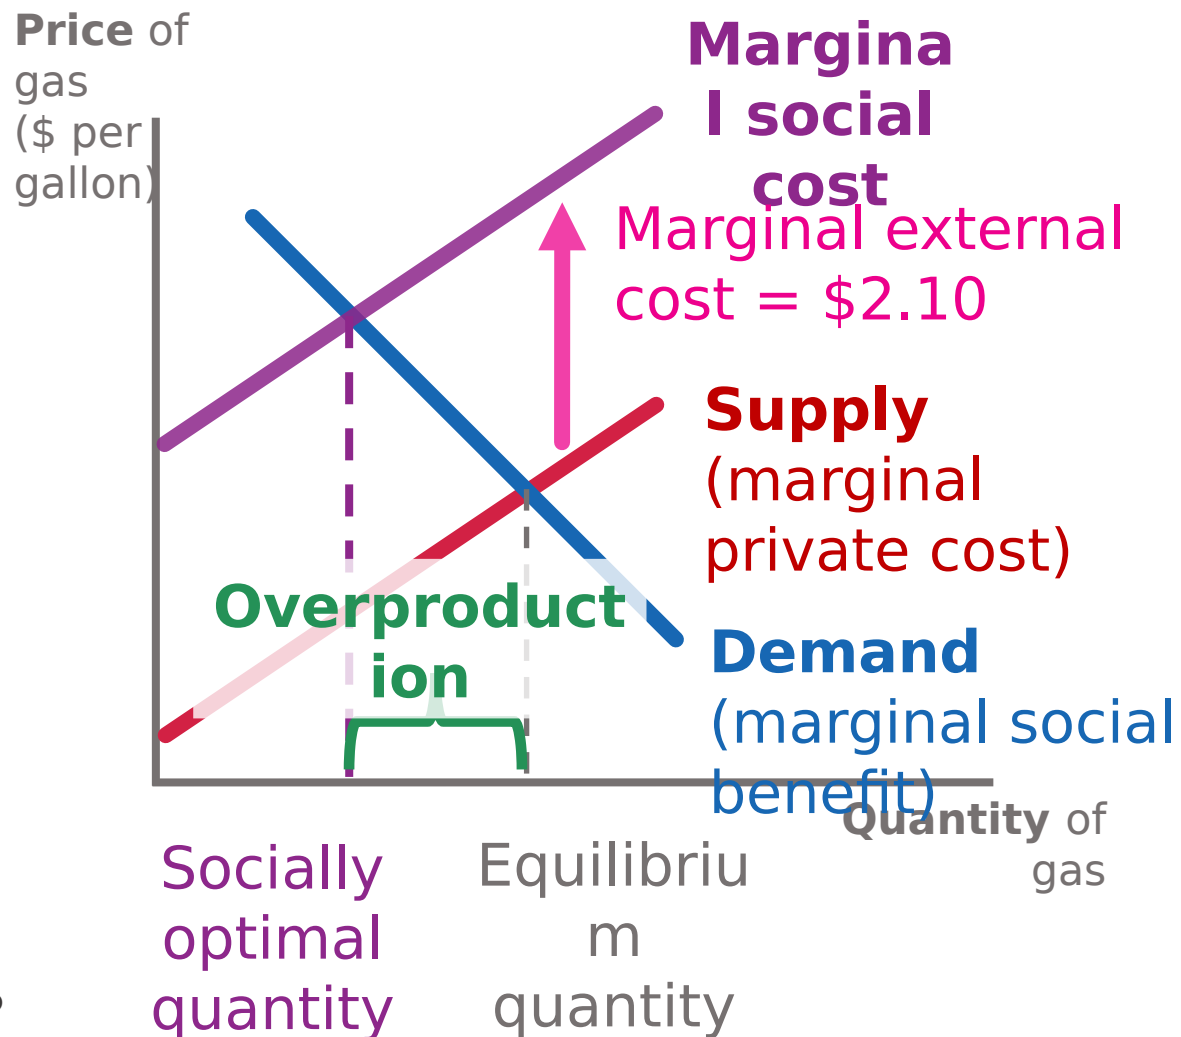 Price of
gas
($ per
gallon)
Margina
l social
cost
Marginal external
cost = $2.10
Supply
(marginal
private cost)
Overproduct
ion
Demand
(marginal social
benefit)
Quantity of
gas
Socially
optimal
quantity
Equilibriu
m
quantity